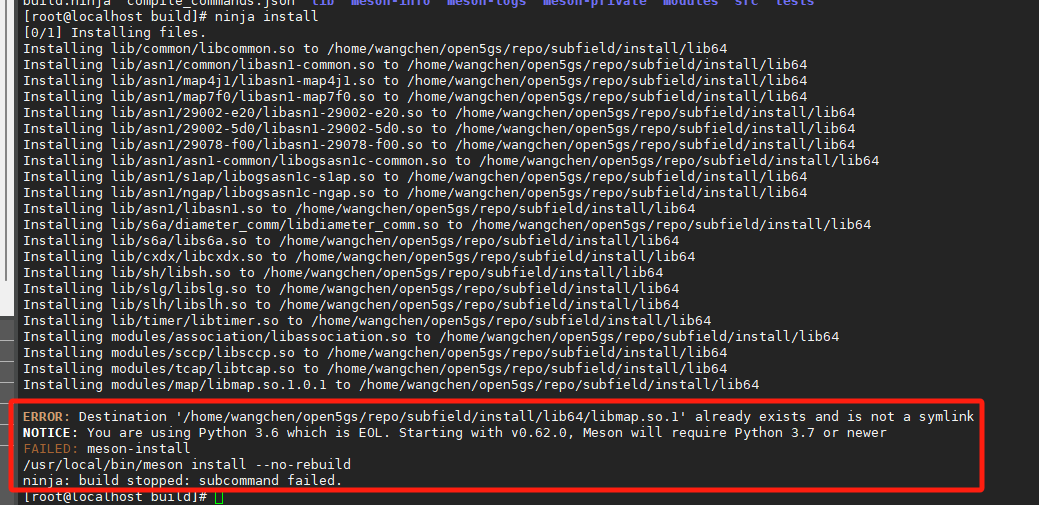 build.ninja compile_commands.json lib meson-info meson-logs meson-private modules src tests
[root@localhost build]# ninja install
[0/1] Installing files.
Installing lib/common/libcommon.so to /home/wangchen/open5gs/repo/subfield/install/lib64
Installing lib/asn1/common/libasn1-common.so to /home/wangchen/open5gs/repo/subfield/install/lib64
Installing lib/asn1/map4j1/libasn1-map4j1.so to /home/wangchen/open5gs/repo/subfield/install/lib64
Installing lib/asn1/map7f0/libasn1-map7f0.so to /home/wangchen/open5gs/repo/subfield/install/lib64
Installing lib/asn1/29002-e20/libasn1-29002-e20.so to /home/wangchen/open5gs/repo/subfield/install/lib64
Installing lib/asn1/29002-5d0/libasn1-29002-5d0.so to /home/wangchen/open5gs/repo/subfield/install/lib64
Installing lib/asn1/29078-f00/libasn1-29078-f00.so to /home/wangchen/open5gs/repo/subfield/install/lib64
Installing lib/asn1/asn1-common/libogsasn1c-common.so to /home/wangchen/open5gs/repo/subfield/install/lib64
Installing lib/asn1/s1ap/libogsasn1c-s1ap.so to /home/wangchen/open5gs/repo/subfield/install/lib64
Installing lib/asn1/ngap/libogsasn1c-ngap.so to /home/wangchen/open5gs/repo/subfield/install/lib64
Installing lib/asn1/libasn1.so to /home/wangchen/open5gs/repo/subfield/install/lib64
Installing lib/s6a/diameter_comm/libdiameter_comm.so to /home/wangchen/open5gs/repo/subfield/install/lib64
Installing lib/s6a/libs6a.so to /home/wangchen/open5gs/repo/subfield/install/lib64
Installing lib/cxdx/libcxdx.so to /home/wangchen/open5gs/repo/subfield/install/lib64
Installing lib/sh/libsh.so to /home/wangchen/open5gs/repo/subfield/install/lib64
Installing lib/slg/libslg.so to /home/wangchen/open5gs/repo/subfield/install/lib64
Installing lib/slh/libslh.so to /home/wangchen/open5gs/repo/subfield/install/lib64
Installing lib/timer/libtimer.so to /home/wangchen/open5gs/repo/subfield/install/lib64
Installing modules/association/libassociation.so to /home/wangchen/open5gs/repo/subfield/install/lib64
Installing modules/sccp/libsccp.so to /home/wangchen/open5gs/repo/subfield/install/lib64
Installing modules/tcap/libtcap.so to /home/wangchen/open5gs/repo/subfield/install/lib64
Installing modules/map/libmap.so.1.0.1 to /home/wangchen/open5gs/repo/subfield/install/lib64
ERROR: Destination '/home/wangchen/open5gs/repo/subfield/install/lib64/libmap.so.1' already exists and is not a symlink
NOTICE: You are using Python 3.6 which is EOL. Starting with v0.62.0, Meson will require Python 3.7 or newer
FAILED: meson-install
/usr/local/bin/meson install --no-rebuild
ninja: build stopped: subcommand failed.
[root@localhost build]#